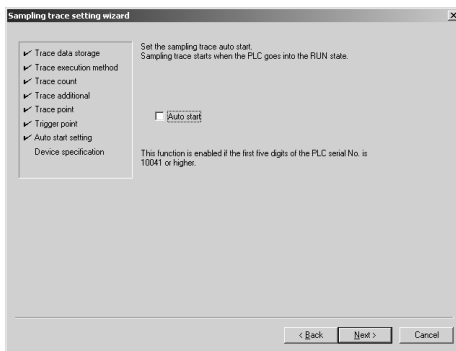 Sampling trace setting wizard
Trace data storage
Trace execution method
Trace count
Trace additional
Trace point
Trigger point
Auto start setting
Device specification
Set the sampling trace auto start.
Sampling trace starts when the PLC goes into the RUN state.
Auto start
This function is enabled if the first five digits of the PLC serial No. is
10041 or higher.
< Back
Next >
Cancel